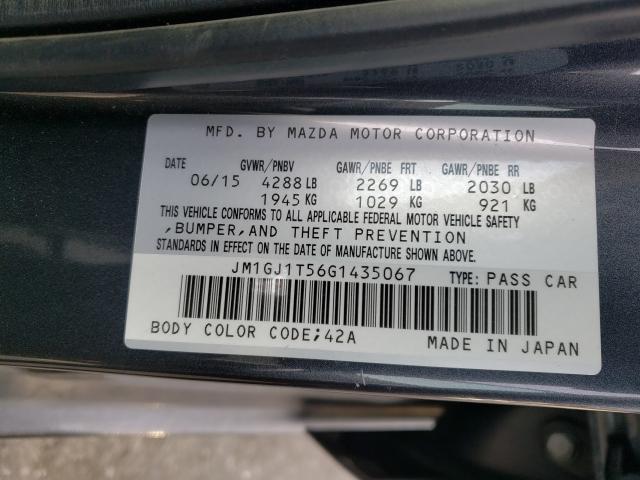 MFD. BY MAZDA MOTOR CORPORATION
DATE GVWR/PNBV GAWR/PNBE FRT GAWR/PNBE RR
06/15 4288 LB 2269 LB 2030 LB
1945 KG 1029 KG 921 KG
THIS VEHICLE CONFORMS TO ALL APPLICABLE FEDERAL MOTOR VEHICLE SAFETY
,BUMPER,AND THEFT PREVENTION
STANDARDS IN EFFECT ON THE DATE OF MANUFACTURE SHOWN ABOVE.
JM1GJ1T56G1435067 TYPE: PASS CAR
BODY COLOR CODE;42A MADE IN JAPAN